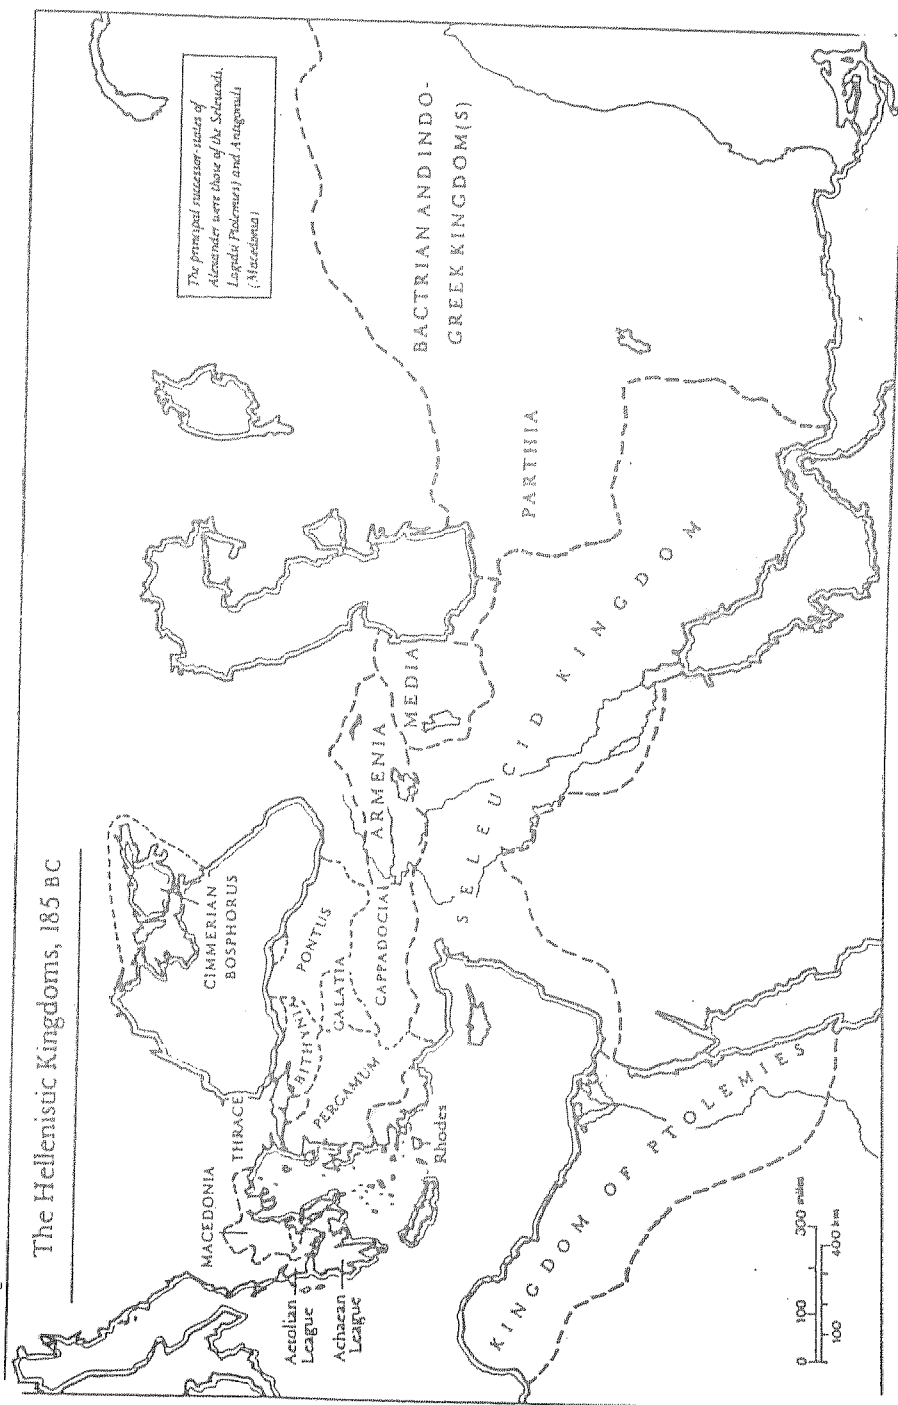 The Hellenistic Kingdoms, 185 BC
The principal successor-states of
Alexander were those of the Seleucids,
Lagids( Ptolemies) and Antigonids
(Macedonia)
CIMMERIAN
BOSPHORUS
MACEDONIA
THRACE
BITHYNIA
PONTUS
GALATIA
CAPPADOCIA
PERGAMUM
ARMENIA
MEDIA
PARTHIA
BACTRIAN AND INDO-
GREEK KINGDOM(S)
SELEUCID KINGDOM
Aetolian
League
Achaean
League
Rhodes
KINGDOM OF PTOLEMIES
0 100 300 miles
100 400 km